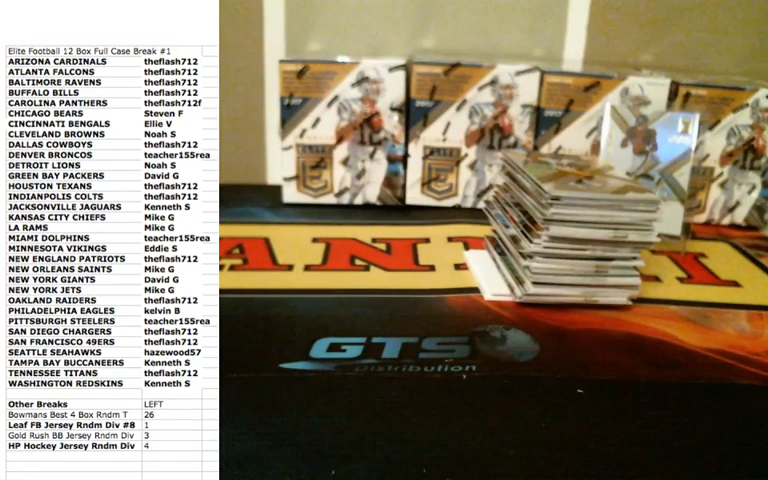 Elite Football 12 Box Full Case Break #1
ARIZONA CARDINALS theflash712
ATLANTA FALCONS theflash712
BALTIMORE RAVENS theflash712
BUFFALO BILLS theflash712
CAROLINA PANTHERS theflash712f
CHICAGO BEARS Steven F
CINCINNATI BENGALS Ellie V
CLEVELAND BROWNS Noah S
DALLAS COWBOYS theflash712
DENVER BRONCOS teacher155rea
DETROIT LIONS Noah S
GREEN BAY PACKERS David G
HOUSTON TEXANS theflash712
INDIANPOLIS COLTS theflash712
JACKSONVILLE JAGUARS Kenneth S
KANSAS CITY CHIEFS Mike G
LA RAMS Mike G
MIAMI DOLPHINS teacher155rea
MINNESOTA VIKINGS Eddie S
NEW ENGLAND PATRIOTS theflash712
NEW ORLEANS SAINTS Mike G
NEW YORK GIANTS David G
NEW YORK JETS Mike G
OAKLAND RAIDERS theflash712
PHILADELPHIA EAGLES kelvin B
PITTSBURGH STEELERS teacher155rea
SAN DIEGO CHARGERS theflash712
SAN FRANCISCO 49ERS theflash712
SEATTLE SEAHAWKS hazewood57
TAMPA BAY BUCCANEERS Kenneth S
TENNESSEE TITANS theflash712
WASHINGTON REDSKINS Kenneth S
Other Breaks LEFT
Bowmans Best 4 Box Rndm T 26
Leaf FB Jersey Rndm Div #8 1
Gold Rush BB Jersey Rndm Div 3
HP Hockey Jersey Rndm Div 4
2017
GTS
Distribution